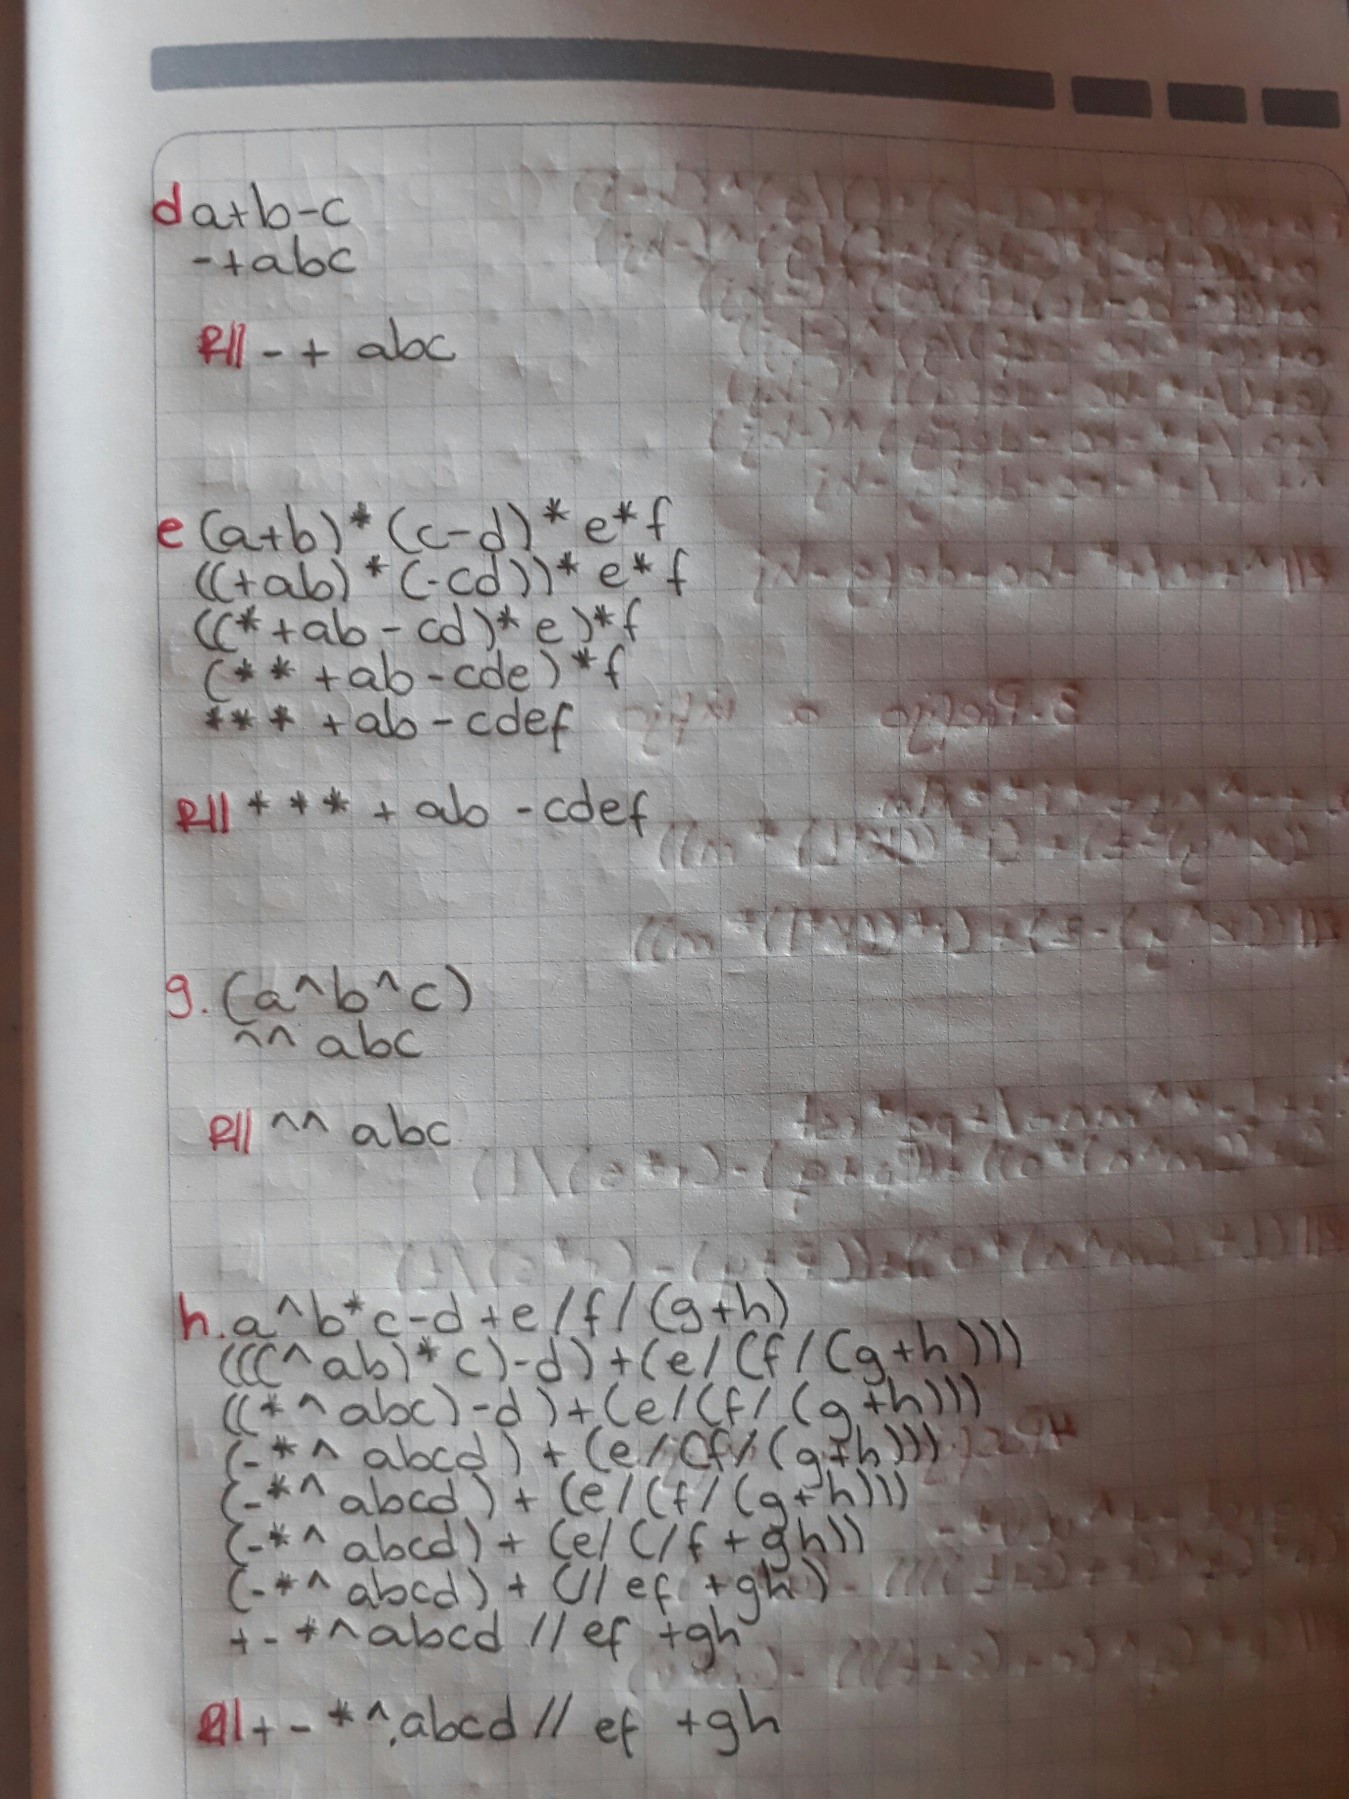 d a+b-c
-+abc
R// - + abc
e (a+b)*(c-d)*e*f
((+ab)*(-cd))*e*f
((*+ab-cd)*e)*f
(**+ab-cde)*f
***+ab-cdef
R// * * * + ab -cdef
g. (a^b^c)
^^ abc
R// ^^ abc
h. a^b*c-d+e/f/(g+h)
(((^ab)*c)-d)+(e/(f/(g+h)))
((*^abc)-d)+(e/(f/(g+h)))
(-*^ abcd)+(e/(f/(g+h)))
(-*^ abcd)+(e/(f/(g+h)))
(-*^ abcd)+(e/(/f+gh))
(-*^ abcd)+(// ef +gh)
+-*^abcd // ef +gh
R// + - *^ abcd // ef +gh